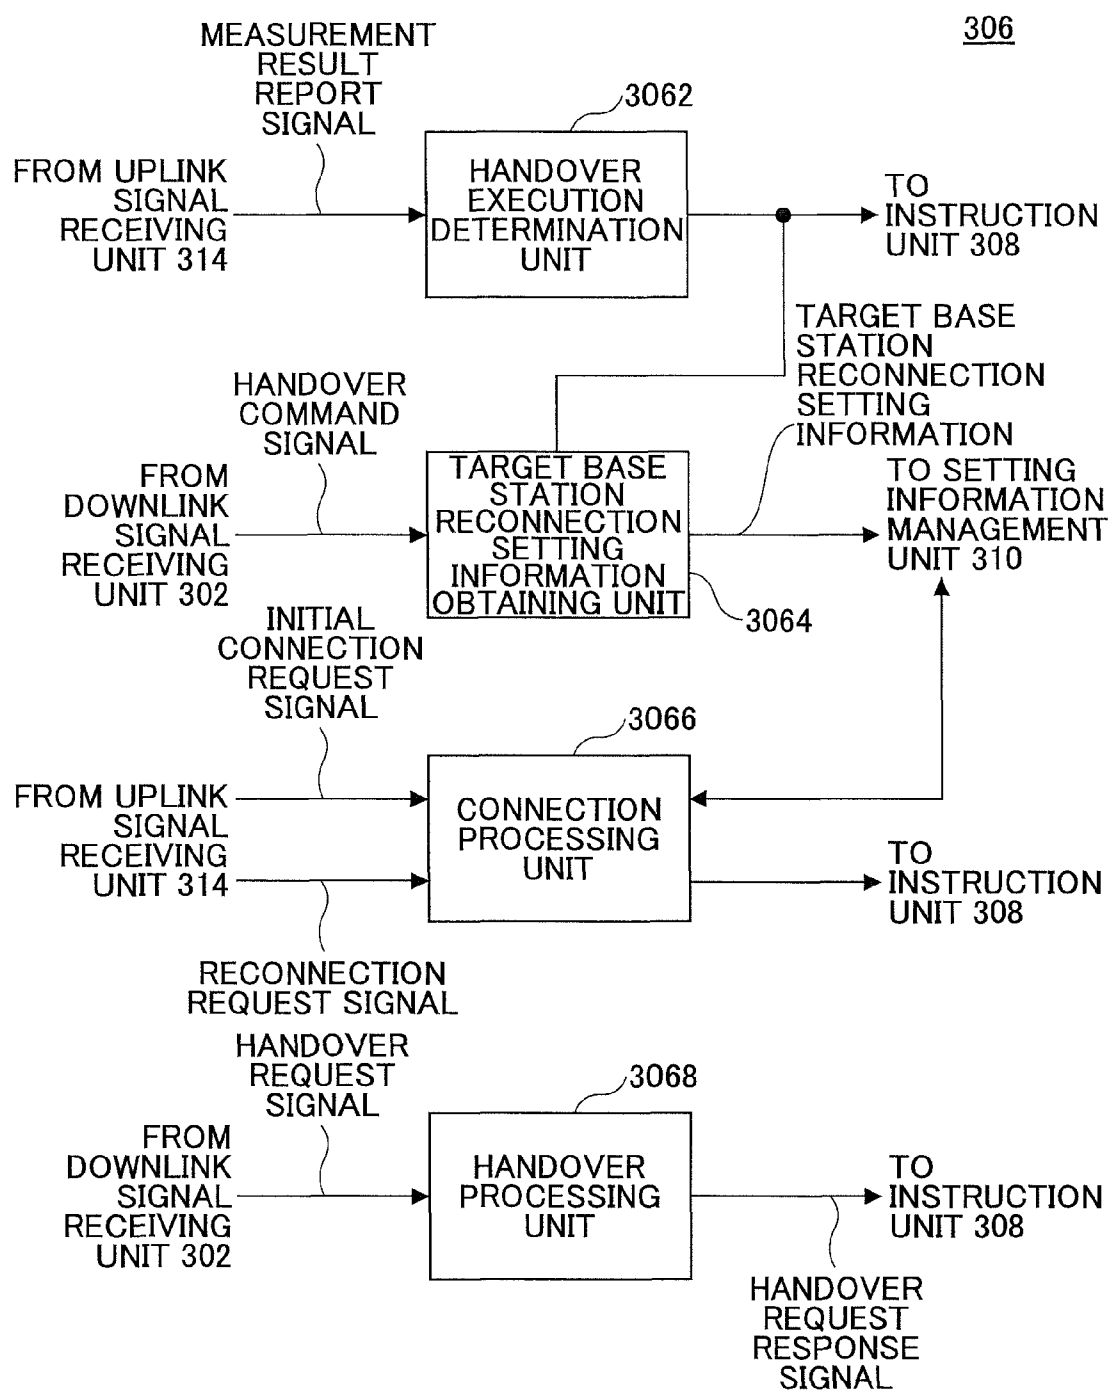 306
MEASUREMENT
RESULT
REPORT
SIGNAL
3062
FROM UPLINK
SIGNAL
RECEIVING
UNIT 314
HANDOVER
EXECUTION
DETERMINATION
UNIT
TO
INSTRUCTION
UNIT 308
TARGET BASE
STATION
RECONNECTION
SETTING
INFORMATION
HANDOVER
COMMAND
SIGNAL
FROM
DOWNLINK
SIGNAL
RECEIVING
UNIT 302
TARGET BASE
STATION
RECONNECTION
SETTING
INFORMATION
OBTAINING UNIT
TO SETTING
INFORMATION
MANAGEMENT
UNIT 310
3064
INITIAL
CONNECTION
REQUEST
SIGNAL
3066
FROM UPLINK
SIGNAL
RECEIVING
UNIT 314
CONNECTION
PROCESSING
UNIT
TO
INSTRUCTION
UNIT 308
RECONNECTION
REQUEST SIGNAL
HANDOVER
REQUEST
SIGNAL
3068
FROM
DOWNLINK
SIGNAL
RECEIVING
UNIT 302
HANDOVER
PROCESSING
UNIT
TO
INSTRUCTION
UNIT 308
HANDOVER
REQUEST
RESPONSE
SIGNAL